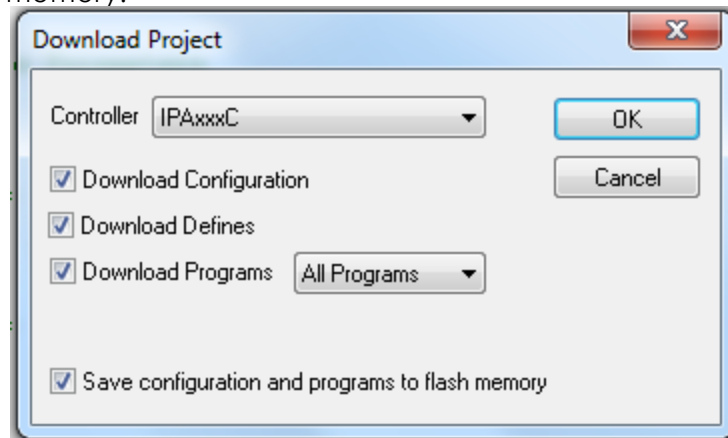 memory.
Download Project
Controller IPAxxxC OK
Download Configuration Cancel
Download Defines
Download Programs All Programs
Save configuration and programs to flash memory